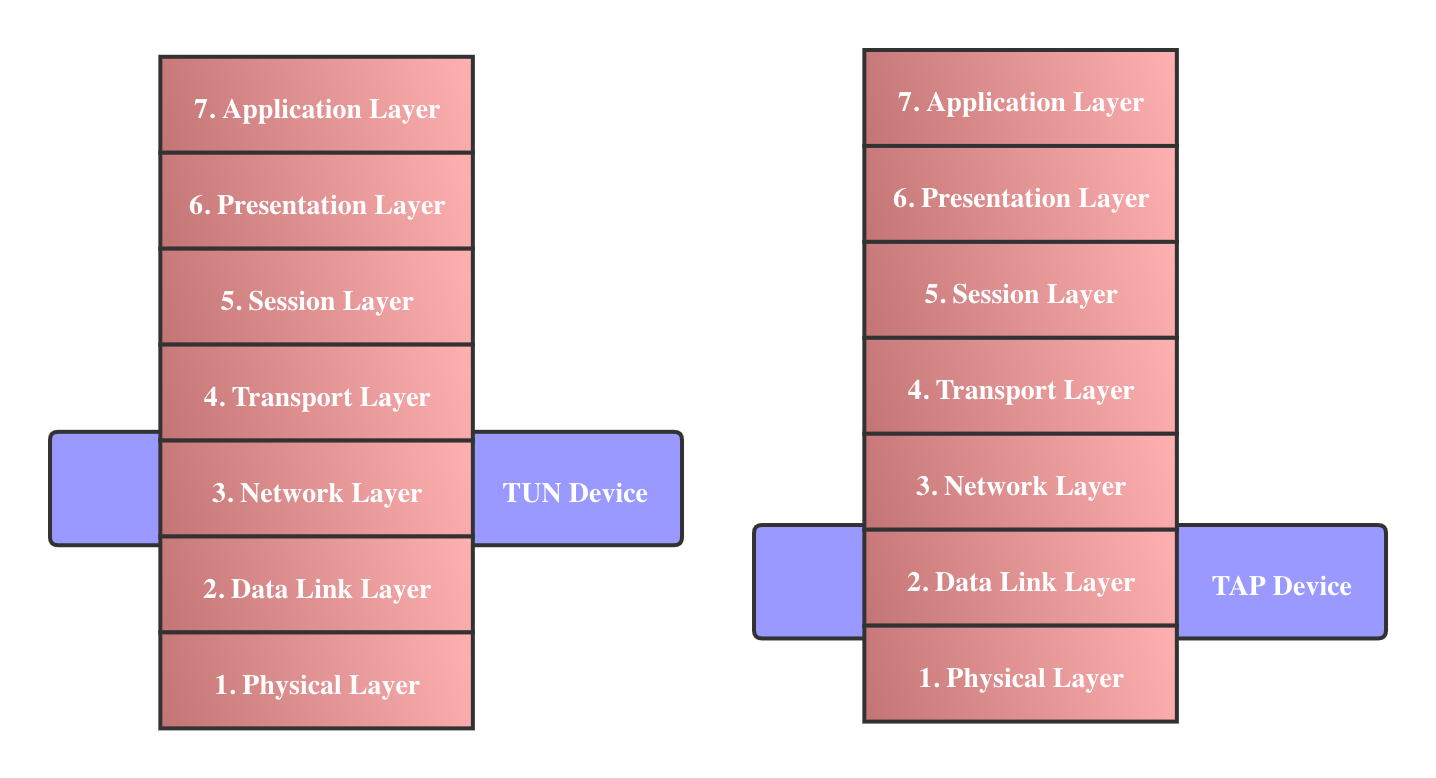 7. Application Layer
6. Presentation Layer
5. Session Layer
4. Transport Layer
3. Network Layer
TUN Device
2. Data Link Layer
1. Physical Layer
7. Application Layer
6. Presentation Layer
5. Session Layer
4. Transport Layer
3. Network Layer
2. Data Link Layer
TAP Device
1. Physical Layer